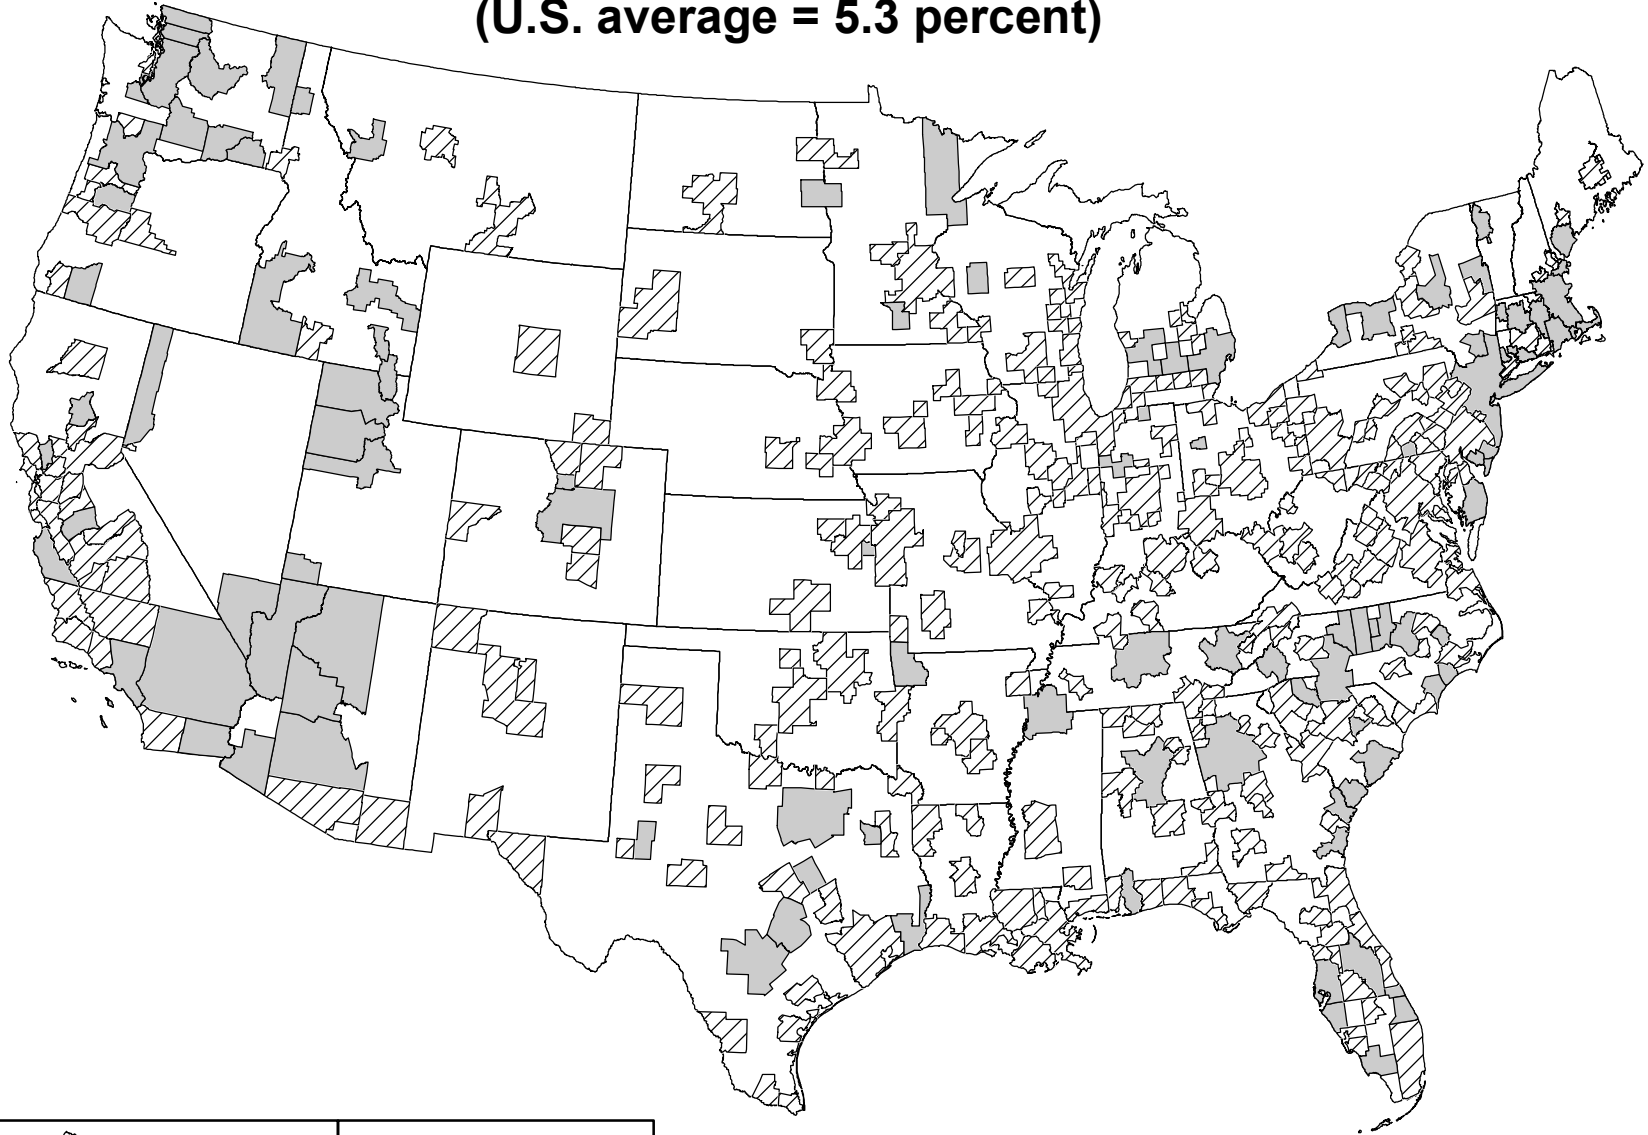 (U.S. average = 5.3 percent)